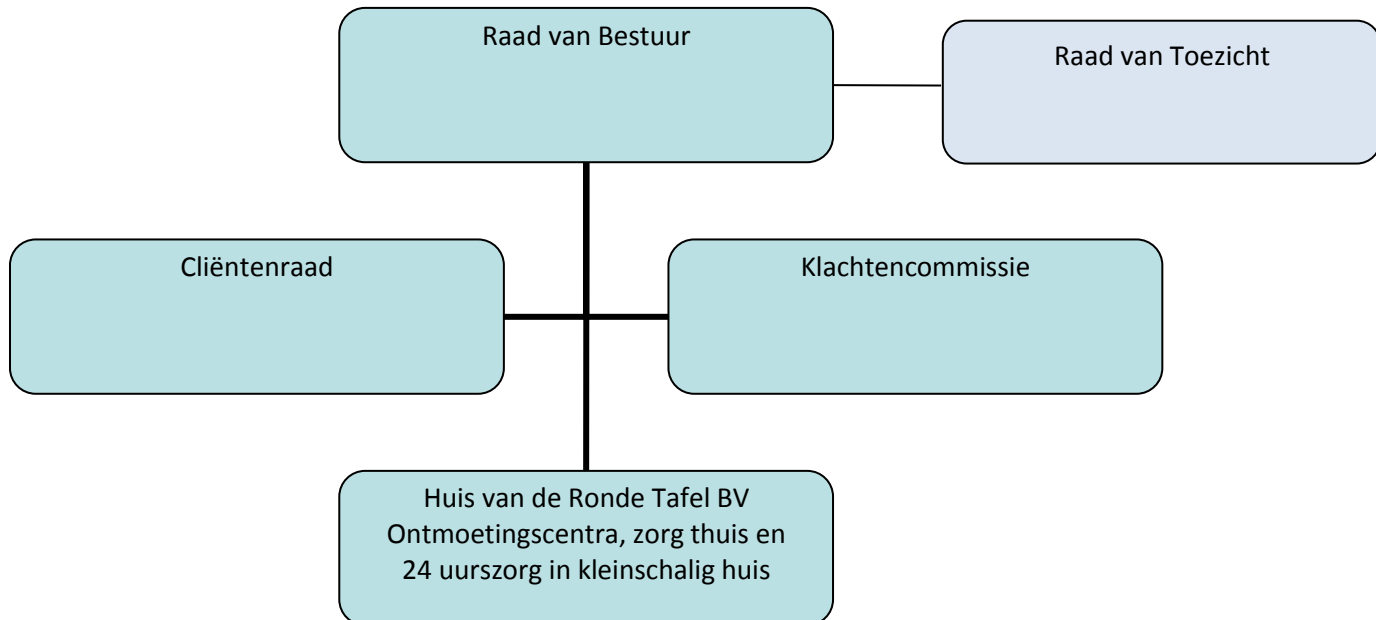 Raad van Bestuur
Raad van Toezicht
Cliëntenraad
Klachtencommissie
Huis van de Ronde Tafel BV
Ontmoetingscentra, zorg thuis en
24 uurszorg in kleinschalig huis